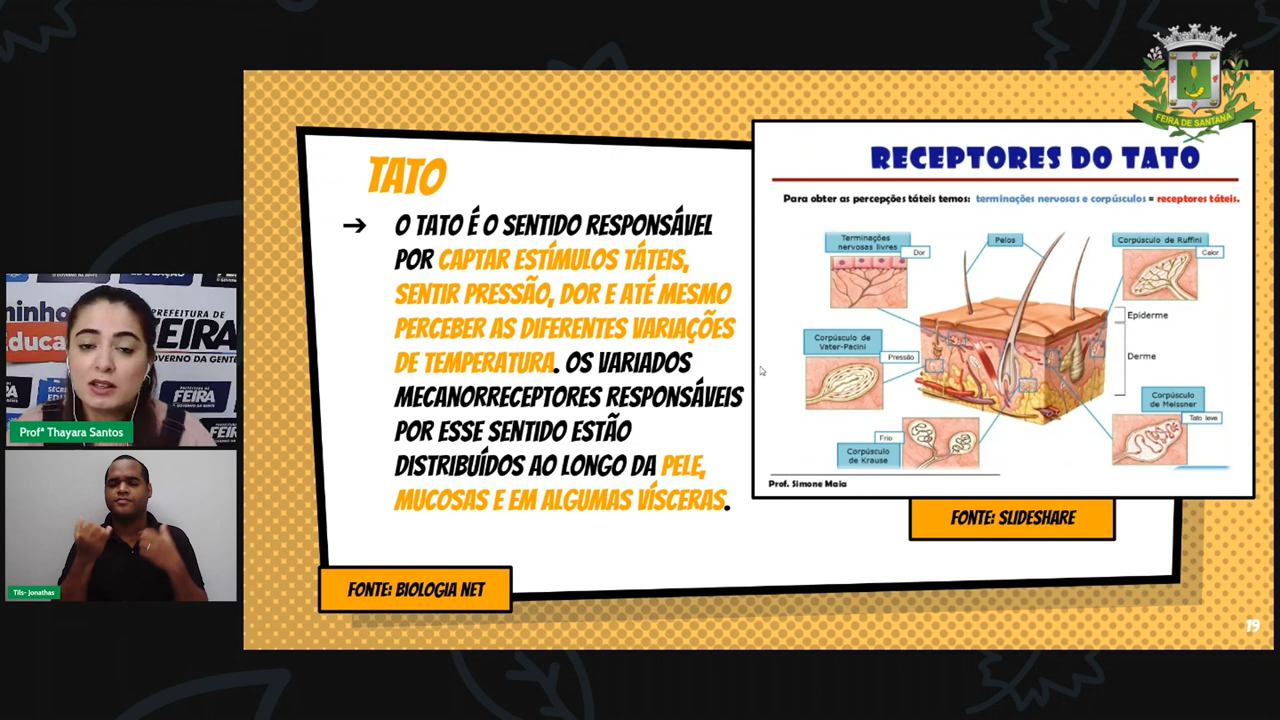 FEIRA DE SANTANA
TATO
➔ O TATO É O SENTIDO RESPONSÁVEL
POR CAPTAR ESTÍMULOS TÁTEIS,
SENTIR PRESSÃO, DOR E ATÉ MESMO
PERCEBER AS DIFERENTES VARIAÇÕES
DE TEMPERATURA. OS VARIADOS
MECANORRECEPTORES RESPONSÁVEIS
POR ESSE SENTIDO ESTÃO
DISTRIBUÍDOS AO LONGO DA PELE,
MUCOSAS E EM ALGUMAS VÍSCERAS.
FONTE: BIOLOGIA NET
RECEPTORES DO TATO
Para obter as percepções táteis temos: terminações nervosas e corpúsculos = receptores táteis.
Terminações
nervosas livres
Dor
Pelos
Corpúsculo de Ruffini
Calor
Epiderme
Derme
Corpúsculo de
Vater-Pacini
Pressão
Corpúsculo
de Meissner
Tato leve
Frio
Corpúsculo
de Krause
Prof. Simone Maia
FONTE: SLIDESHARE
19
PREFEITURA DE
FEIRA
Profª Thayara Santos
Tils- Jonathas